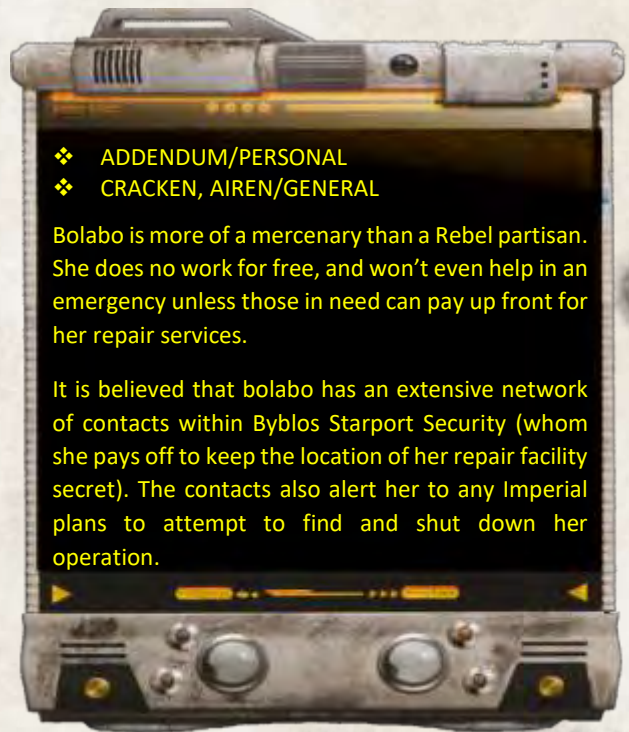 ❖ ADDENDUM/PERSONAL
❖ CRACKEN, AIREN/GENERAL
Bolabo is more of a mercenary than a Rebel partisan.
She does no work for free, and won’t even help in an
emergency unless those in need can pay up front for
her repair services.
It is believed that bolabo has an extensive network
of contacts within Byblos Starport Security (whom
she pays off to keep the location of her repair facility
secret). The contacts also alert her to any Imperial
plans to attempt to find and shut down her
operation.